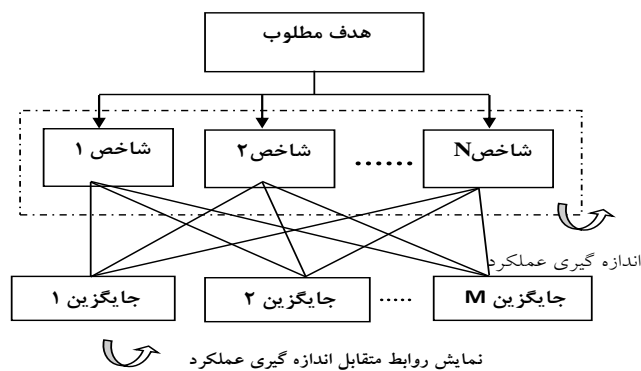 هدف مطلوب
شاخص ۱
شاخص۲
......
شاخصN
اندازه گیری عملکرد
جایگزین ۱
جایگزین ۲
.....
جایگزین M
نمایش روابط متقابل اندازه گیری عملکرد